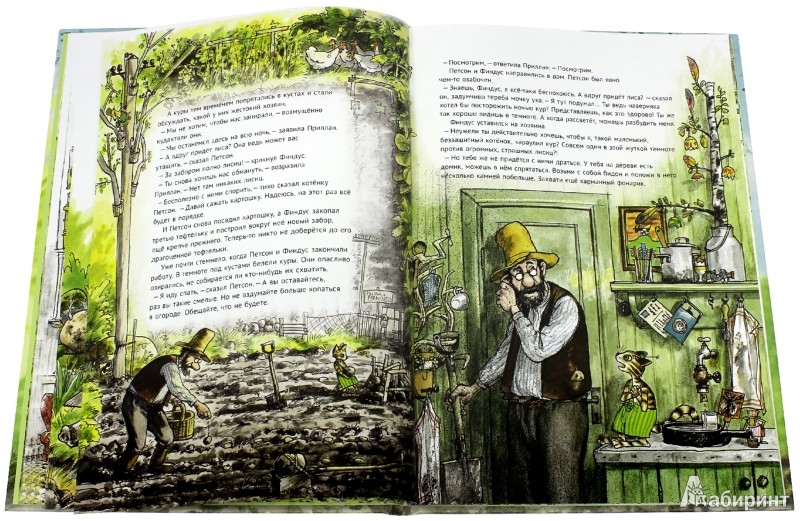 А куры тем временем попрятались в кустах и стали
обсуждать, какой у них жестокий хозяин.
– Мы не хотим, чтобы нас запирали, – возмущённо
кудахтали они.
– Мы останемся здесь на всю ночь, – заявила Приллан.
– А вдруг придёт лиса? Она ведь может вас
утащить, – сказал Петсон.
– За забором полно лисиц! – крикнул Финдус.
– Ты снова хочешь нас обмануть, – возразила
Приллан. – Нет там никаких лисиц.
– Бесполезно с ними спорить, – тихо сказал котёнку
Петсон. – Давай сажать картошку. Надеюсь, на этот раз всё
будет в порядке.
И Петсон снова посадил картошку, а Финдус закопал
третью тефтельку и построил вокруг неё новый забор,
ещё крепче прежнего. Теперь-то никто не доберётся до его
драгоценной тефтельки.
Уже почти стемнело, когда Петсон и Финдус закончили
работу. В темноте под кустами белели куры. Они опасливо
озирались, не собирается ли кто-нибудь их схватить.
– Я иду спать, – сказал Петсон. – А вы оставайтесь,
раз вы такие смелые. Но не вздумайте больше копаться
в огороде. Обещайте, что не будете.
– Посмотрим, – ответила Приллан. – Посмотрим.
Петсон и Финдус направились в дом. Петсон был явно
чем-то озабочен.
– Знаешь, Финдус, я всё-таки беспокоюсь. А вдруг придёт лиса? – сказал
он, задумчиво теребя мочку уха. – Я тут подумал... Ты ведь наверняка
хотел бы посторожить ночью кур? Представляешь, как это здорово! Ты же
так хорошо видишь в темноте. А когда рассветёт, можешь разбудить меня.
Финдус уставился на хозяина.
– Неужели ты действительно хочешь, чтобы я, такой маленький,
беззащитный котёнок, караулил кур? Совсем один в этой жуткой темноте
против огромных, страшных лисиц?!
– Но тебе же не придётся с ними драться. У тебя на дереве есть
домик, можешь в нём спрятаться. Возьми с собой бидон и положи в него
несколько камней побольше. Захвати ещё карманный фонарик.
Лабиринт